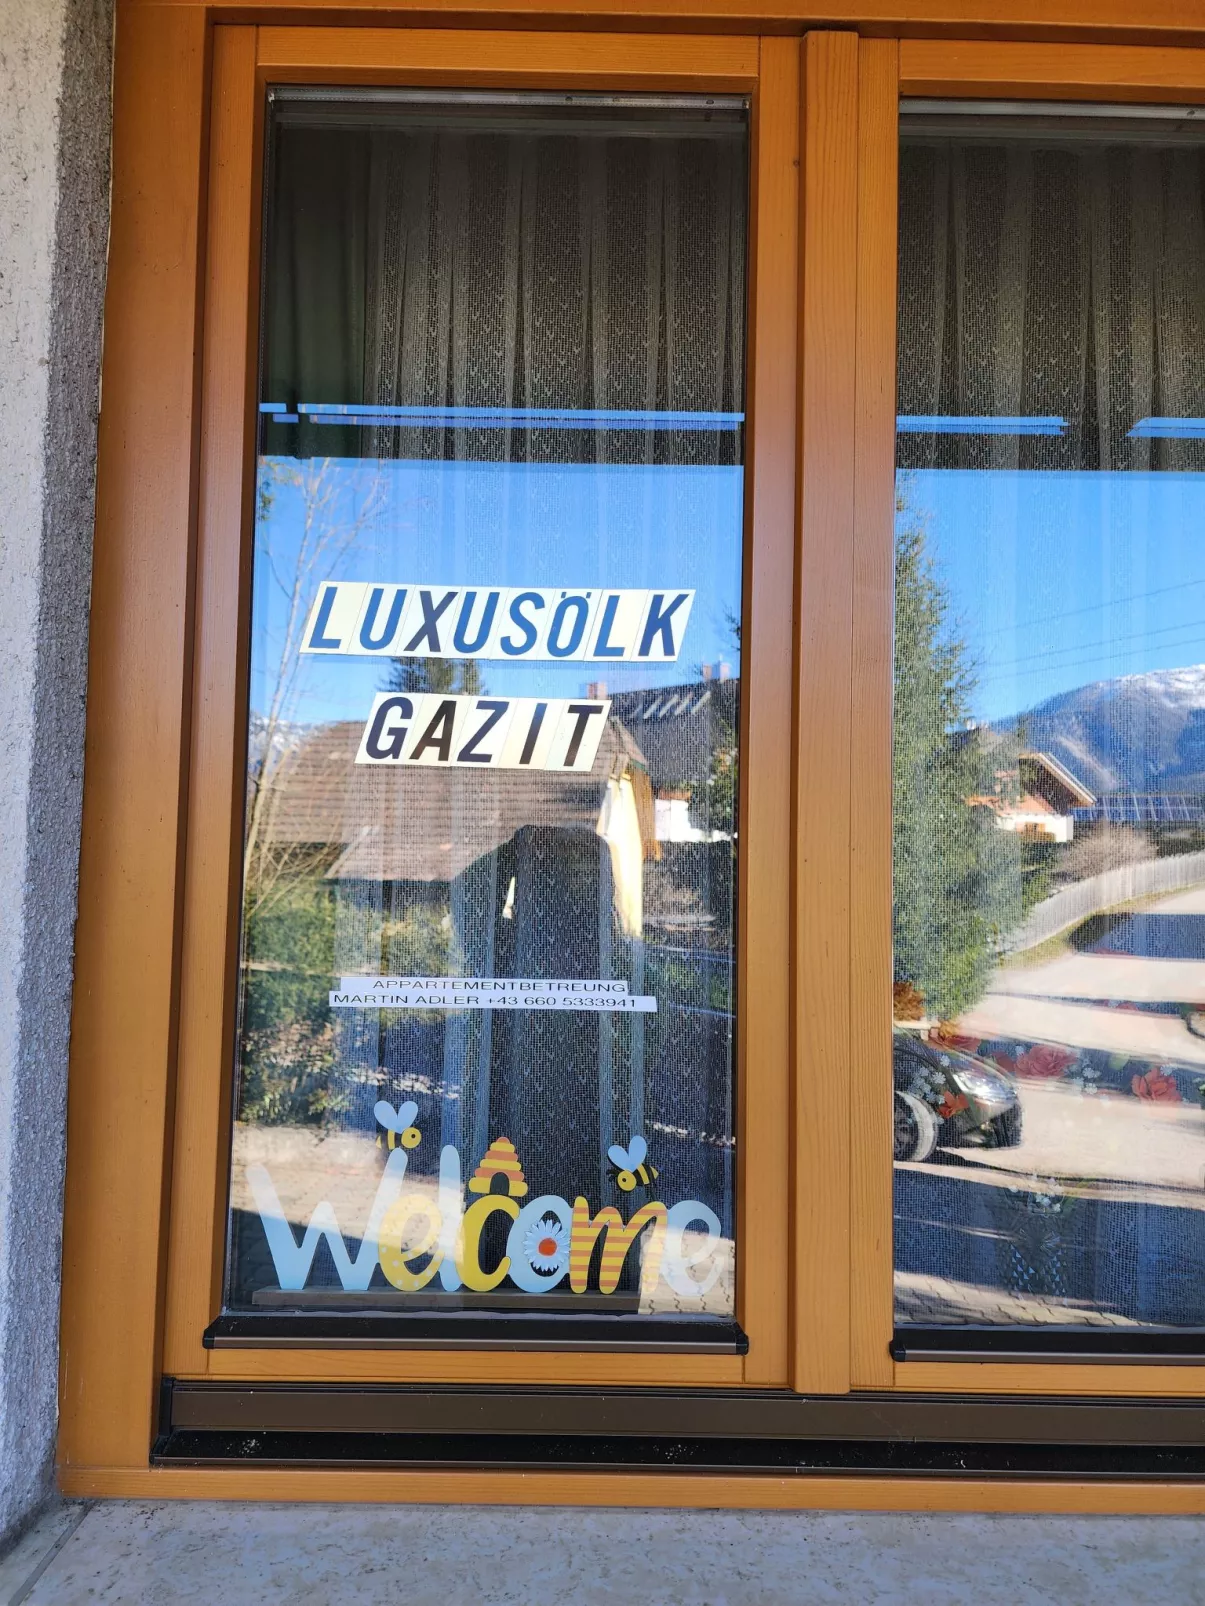 LUXUSÖLK
GAZIT
APPARTEMENTBETREUNG
MARTIN ADLER +43 660 5333941
Welcome